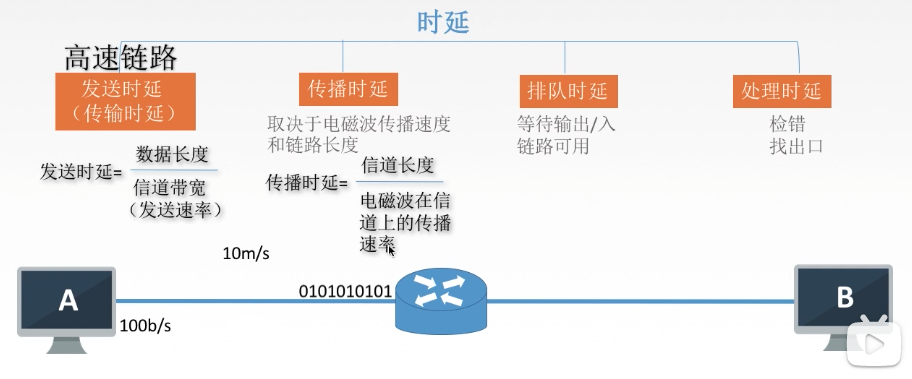 时延
高速链路
发送时延
（传输时延）
传播时延
排队时延
处理时延
取决于电磁波传播速度
和链路长度
等待输出/入
链路可用
检错
找出口
发送时延=
数据长度
信道带宽
（发送速率）
传播时延=
信道长度
电磁波在信
道上的传播
速率
10m/s
A
0101010101
B
100b/s